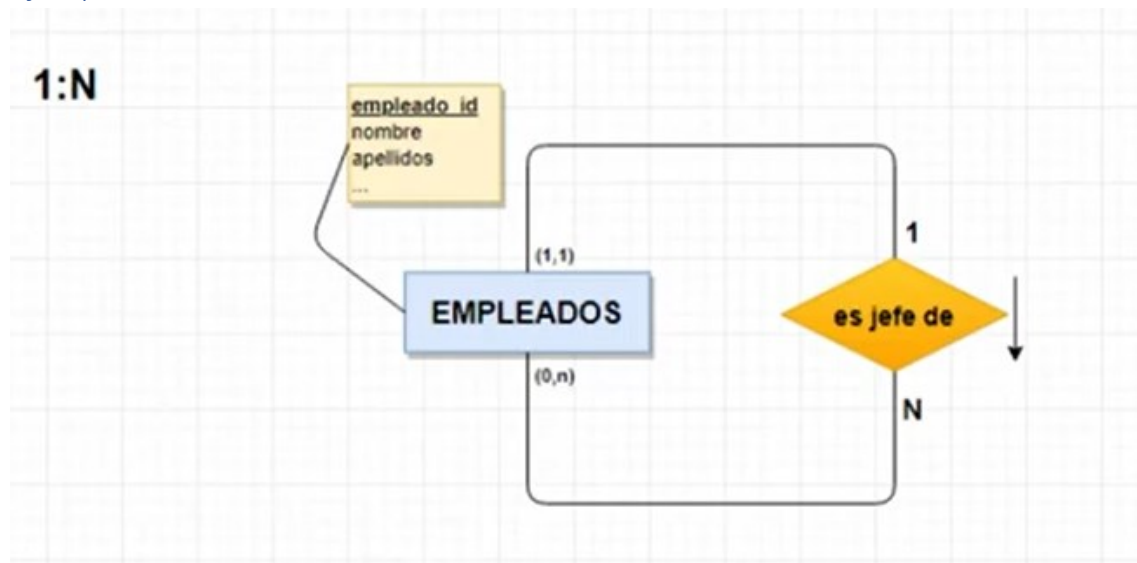 1:N
empleado_id
nombre
apellidos
...
(1,1)
1
EMPLEADOS
es jefe de
(0,n)
N